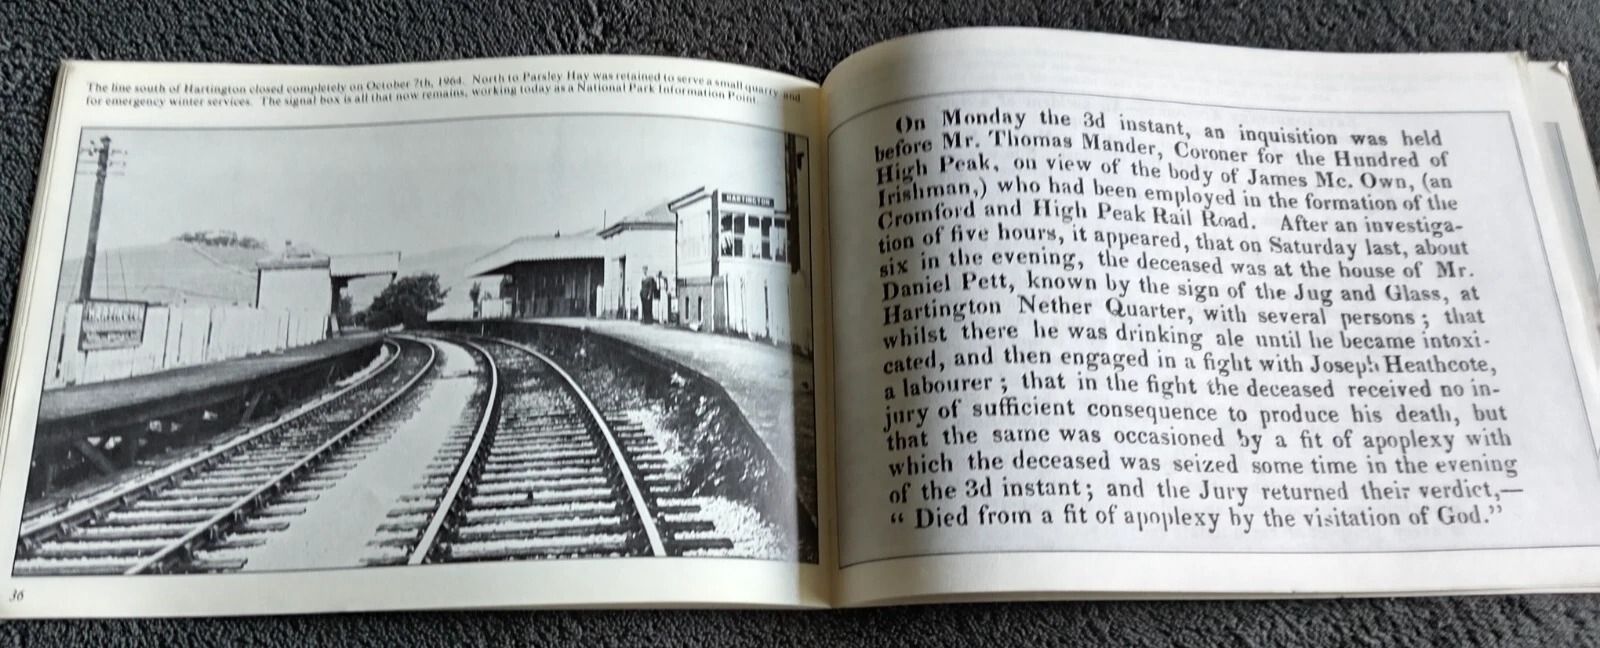 The line south of Hartington closed completely on October 7th, 1964. North to Parsley Hay was retained to serve a small quarry and
for emergency winter services. The signal box is all that now remains, working today as a National Park Information Point.
HARTINGTON
HARTINGTON
36
On Monday the 3d instant, an inquisition was held
before Mr. Thomas Mander, Coroner for the Hundred of
High Peak, on view of the body of James Mc. Own, (an
Irishman,) who had been employed in the formation of the
Cromford and High Peak Rail Road. After an investiga-
tion of five hours, it appeared, that on Saturday last, about
six in the evening, the deceased was at the house of Mr.
Daniel Pett, known by the sign of the Jug and Glass, at
Hartington Nether Quarter, with several persons; that
whilst there he was drinking ale until he became intoxi-
cated, and then engaged in a fight with Joseph Heathcote,
a labourer; that in the fight the deceased received no in-
jury of sufficient consequence to produce his death, but
that the same was occasioned by a fit of apoplexy with
which the deceased was seized some time in the evening
of the 3d instant; and the Jury returned their verdict,—
“ Died from a fit of apoplexy by the visitation of God.”